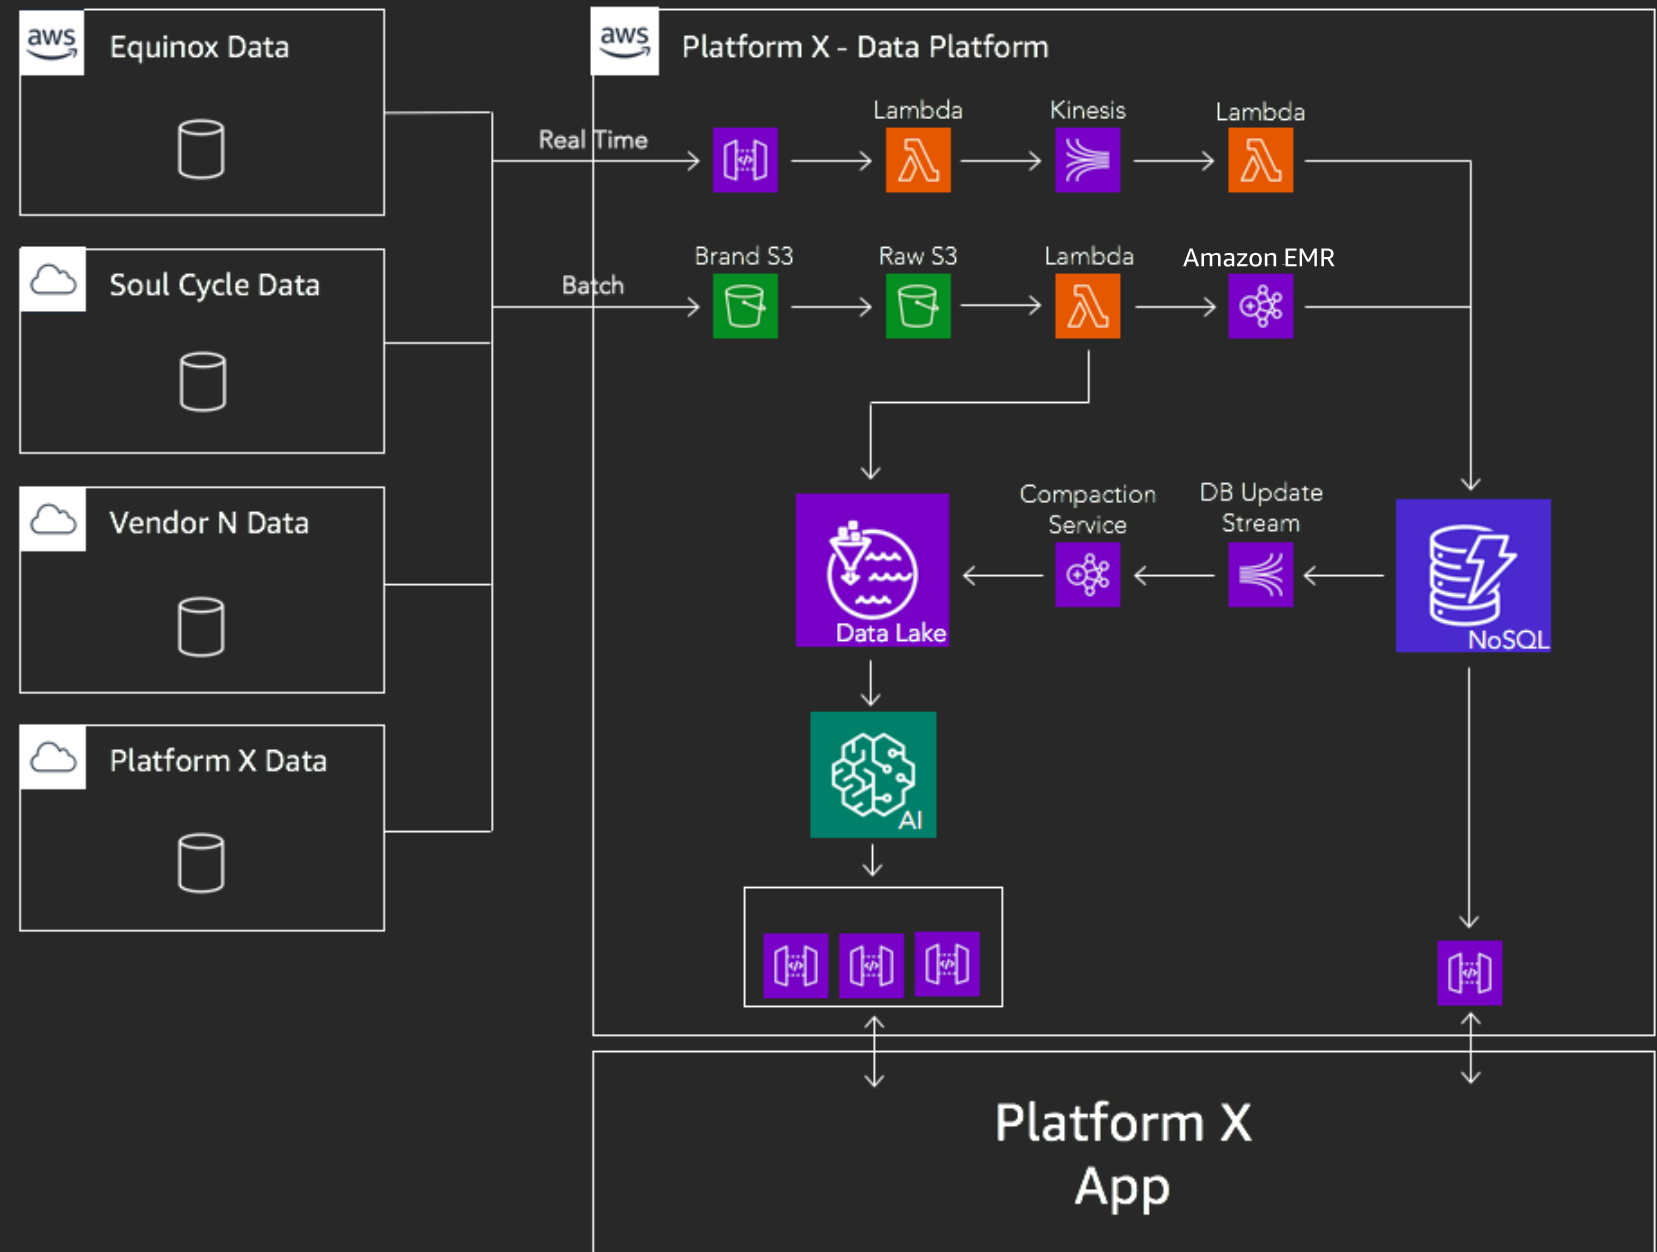 aws
Equinox Data
Soul Cycle Data
Vendor N Data
Platform X Data
aws
Platform X - Data Platform
Real Time
Lambda
Kinesis
Lambda
Batch
Brand S3
Raw S3
Lambda
Amazon EMR
Compaction
Service
DB Update
Stream
Data Lake
NoSQL
AI
</>
</>
</>
</>
</>
Platform X
App